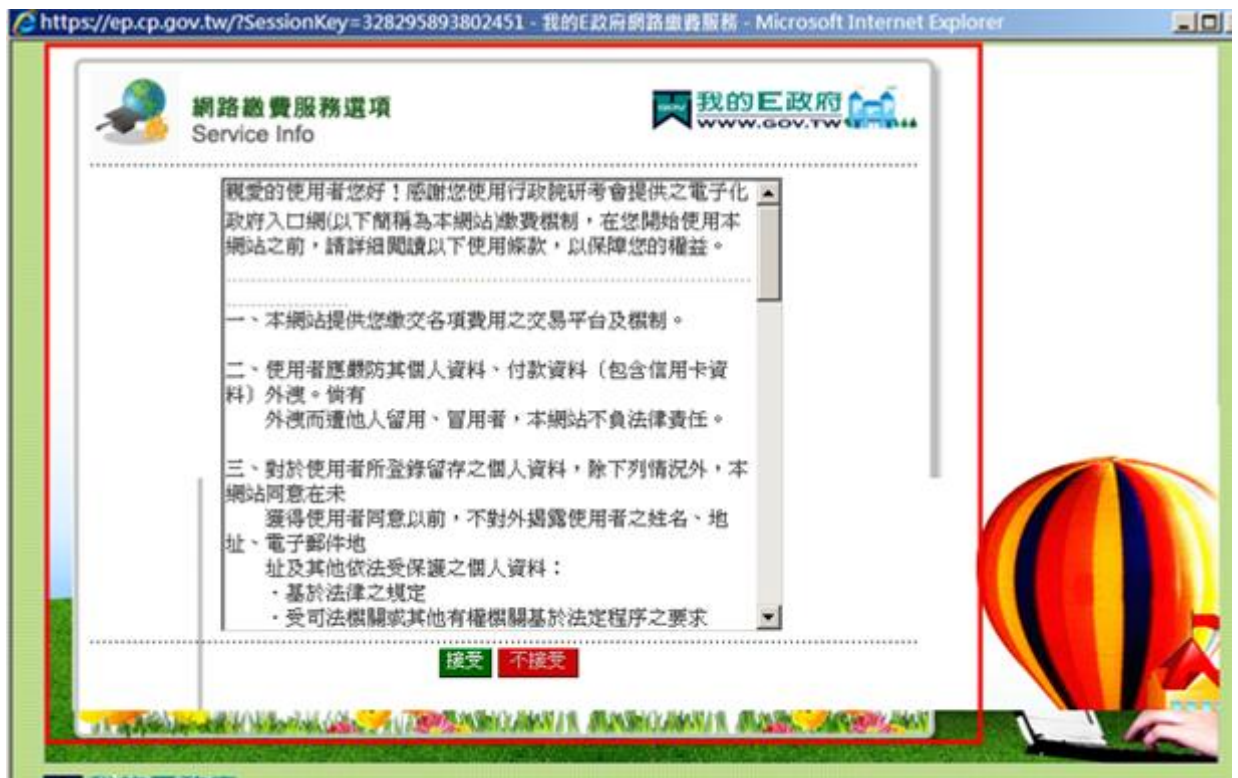 https://ep.cp.gov.tw/?SessionKey=328295893802451 - 我的E政府網路繳費服務 - Microsoft Internet Explorer
網路繳費服務選項
Service Info
GOV
我的E政府
WWW.GOV.TW
親愛的使用者您好！感謝您使用行政院研考會提供之電子化
政府入口網(以下簡稱為本網站)繳費機制，在您開始使用本
網站之前，請詳細閱讀以下使用條款，以保障您的權益。
一、本網站提供您繳交各項費用之交易平台及機制。
二、使用者應嚴防其個人資料、付款資料〔包含信用卡資
料〕外洩。倘有
外洩而遭他人留用、冒用者，本網站不負法律責任。
三、對於使用者所登錄留存之個人資料，除下列情況外，本
網站同意在未
獲得使用者同意以前，不對外揭露使用者之姓名、地
址、電子郵件地
址及其他依法受保護之個人資料：
‧基於法律之規定
‧受司法機關或其他有權機關基於法定程序之要求
接受
不接受